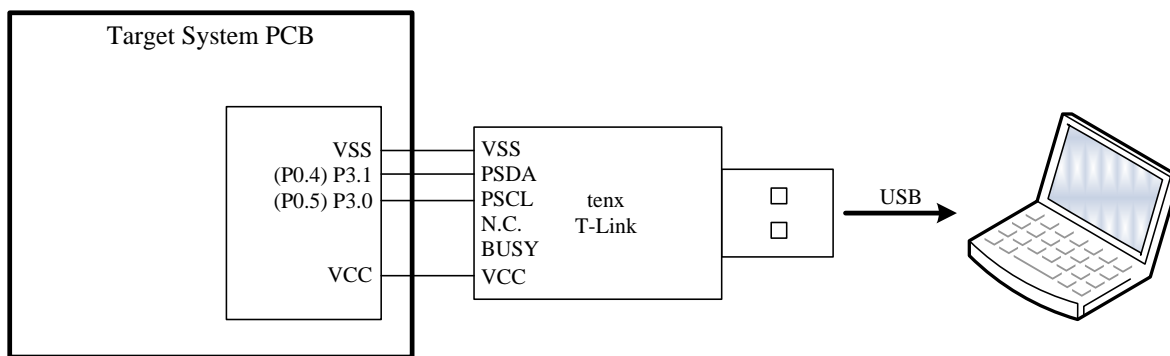 Target System PCB
VSS
(P0.4) P3.1
(P0.5) P3.0
VCC
VSS
PSDA
PSCL
N.C.
BUSY
VCC
tenx
T-Link
USB